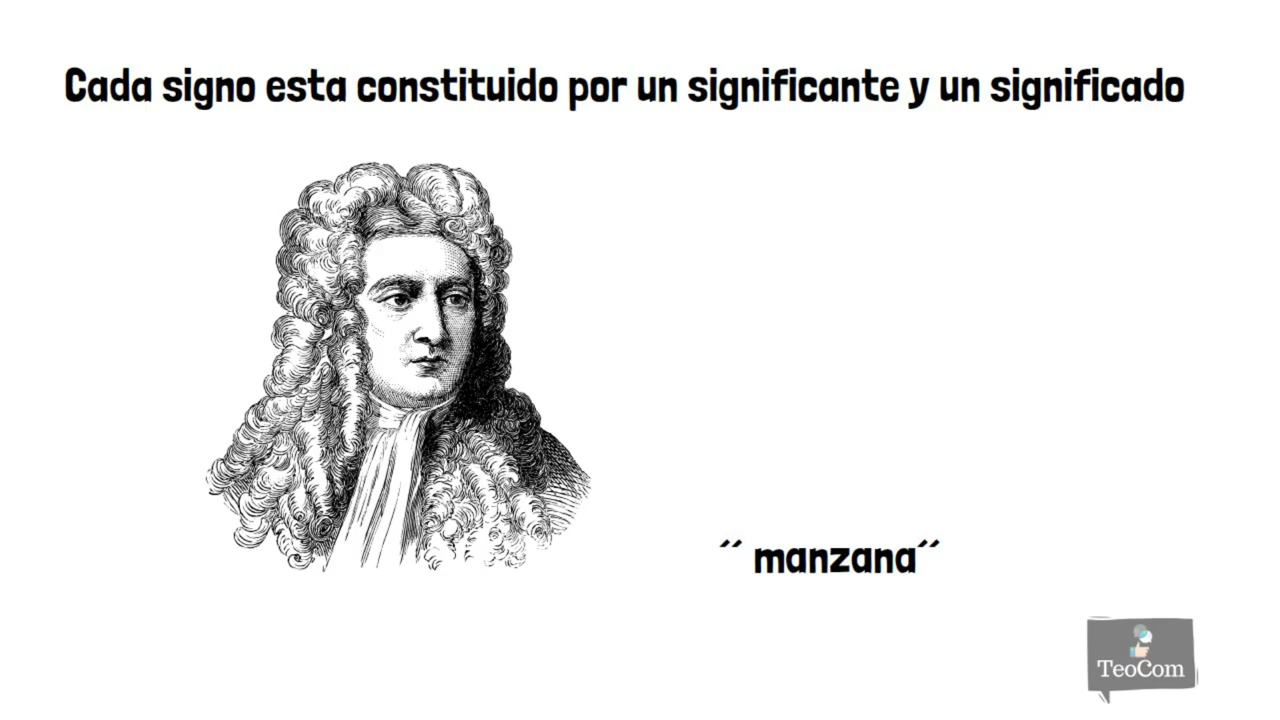 Cada signo esta constituido por un significante y un significado
´´ manzana´´
TeoCom